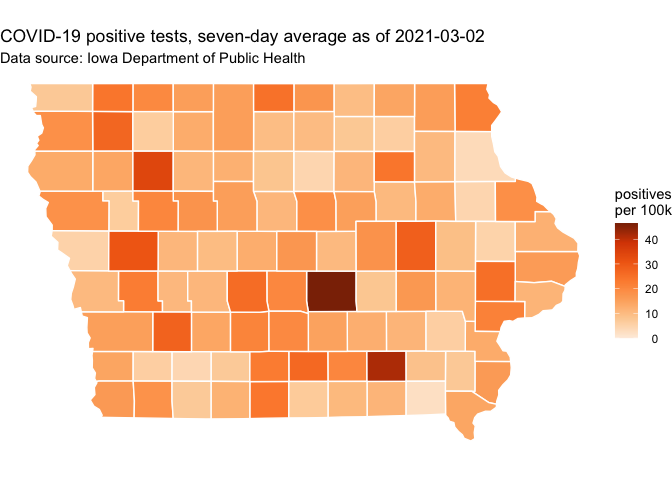 COVID-19 positive tests, seven-day average as of 2021-03-02
Data source: Iowa Department of Public Health
positives
per 100k
40
30
20
10
0